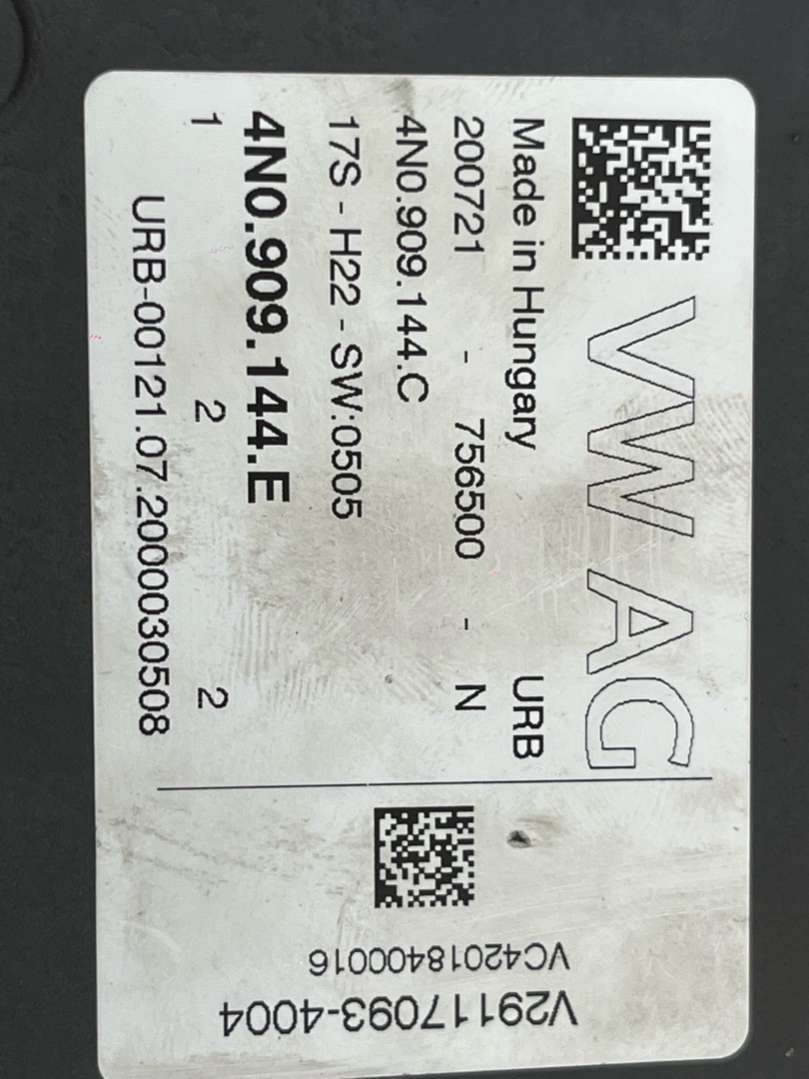 VW AG
Made in Hungary URB
200721 - 756500 - N
4N0.909.144.C
17S - H22 - SW:0505
4N0.909.144.E
1 2 2
URB-00121.07.2000030508
VC42018400016
V29117093-4004